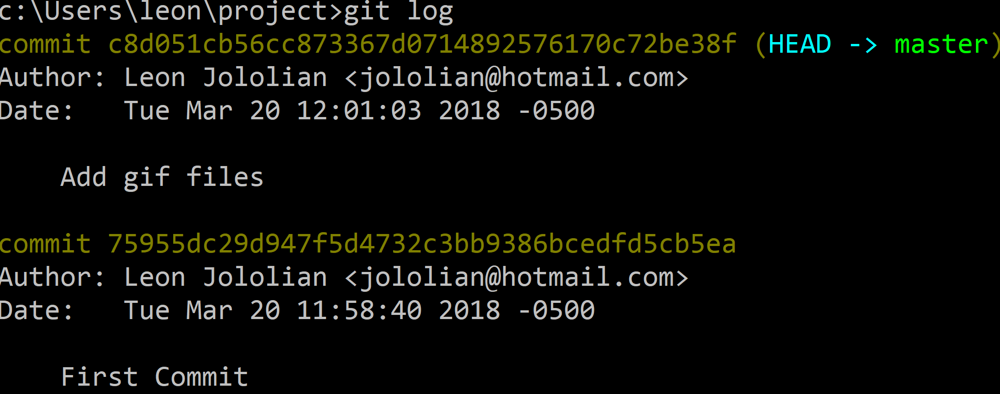 c:\Users\leon\project>git log
commit c8d051cb56cc873367d0714892576170c72be38f (HEAD -> master)
Author: Leon Jololian <jololian@hotmail.com>
Date:   Tue Mar 20 12:01:03 2018 -0500
Add gif files
commit 75955dc29d947f5d4732c3bb9386bcedfd5cb5ea
Author: Leon Jololian <jololian@hotmail.com>
Date:   Tue Mar 20 11:58:40 2018 -0500
First Commit